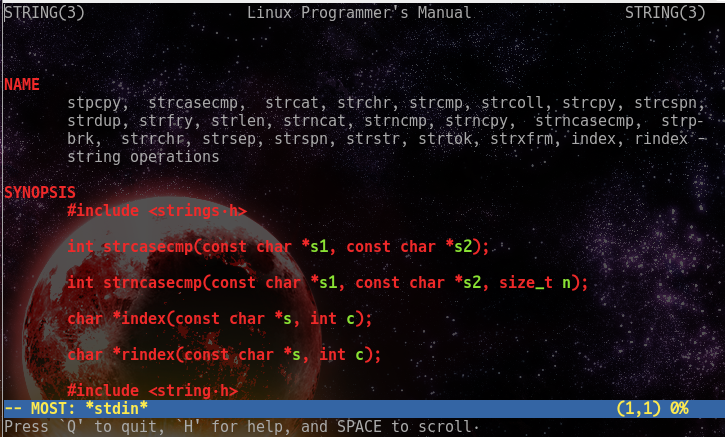 STRING(3) Linux Programmer's Manual STRING(3)
NAME
stpcpy, strcasecmp, strcat, strchr, strcmp, strcoll, strcpy, strcspn,
strdup, strfry, strlen, strncat, strncmp, strncpy, strncasecmp, strp-
brk, strrchr, strsep, strspn, strstr, strtok, strxfrm, index, rindex -
string operations
SYNOPSIS
#include <strings.h>
int strcasecmp(const char *s1, const char *s2);
int strncasecmp(const char *s1, const char *s2, size_t n);
char *index(const char *s, int c);
char *rindex(const char *s, int c);
#include <string.h>
-- MOST: *stdin* (1,1) 0%
Press `Q' to quit, `H' for help, and SPACE to scroll.